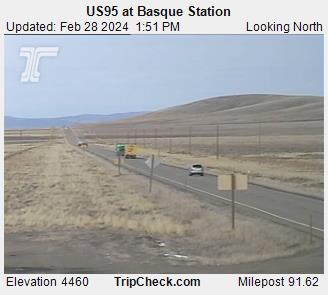 US95 at Basque Station
Updated: Feb 28 2024 1:51 PM Looking North
Elevation 4460 TripCheck.com Milepost 91.62